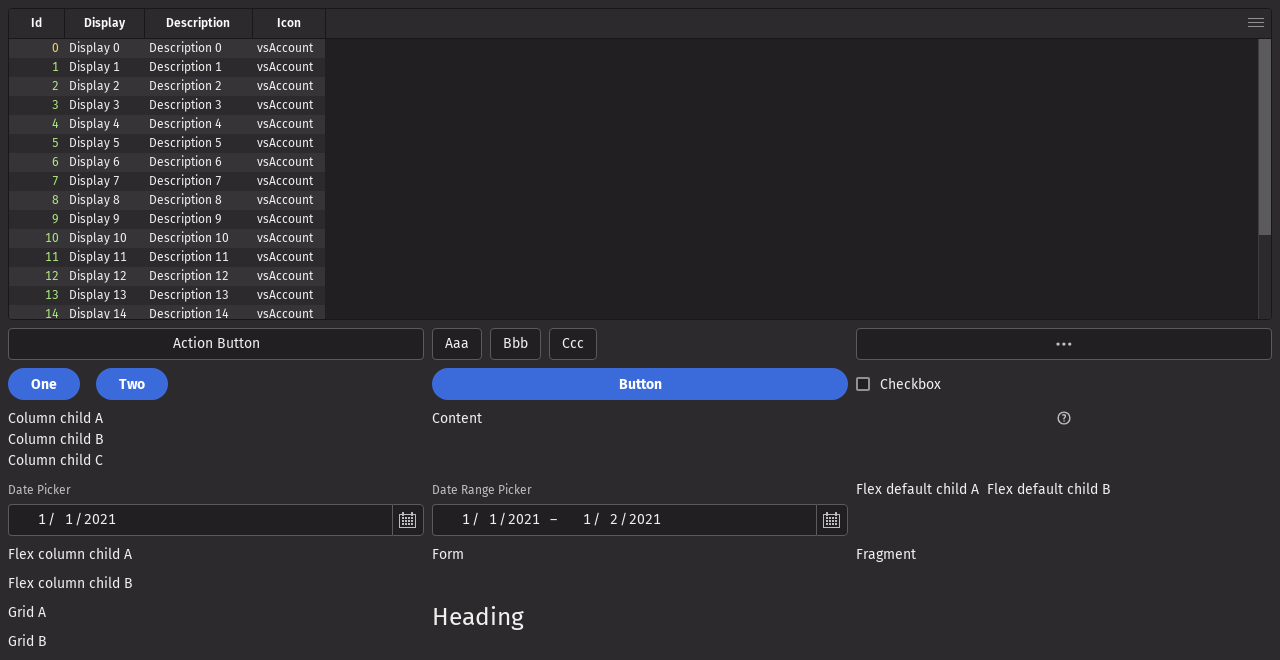 Id Display Description Icon
0 Display 0 Description 0 vsAccount
1 Display 1 Description 1 vsAccount
2 Display 2 Description 2 vsAccount
3 Display 3 Description 3 vsAccount
4 Display 4 Description 4 vsAccount
5 Display 5 Description 5 vsAccount
6 Display 6 Description 6 vsAccount
7 Display 7 Description 7 vsAccount
8 Display 8 Description 8 vsAccount
9 Display 9 Description 9 vsAccount
10 Display 10 Description 10 vsAccount
11 Display 11 Description 11 vsAccount
12 Display 12 Description 12 vsAccount
13 Display 13 Description 13 vsAccount
14 Display 14 Description 14 vsAccount
Action Button Aaa Bbb Ccc
One Two Button Checkbox
Column child A Content
Column child B
Column child C
Date Picker Date Range Picker Flex default child A Flex default child B
1 / 1 / 2021 1 / 1 / 2021 – 1 / 2 / 2021
Flex column child A Form Fragment
Flex column child B
Grid A Heading
Grid B